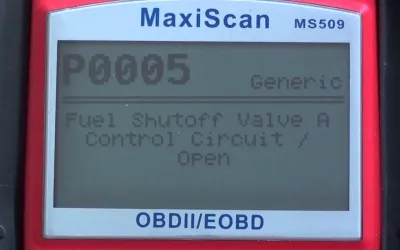 MaxiScan MS509
P0005 Generic
Fuel Shutoff Valve A
Control Circuit /
Open
OBDII/EOBD